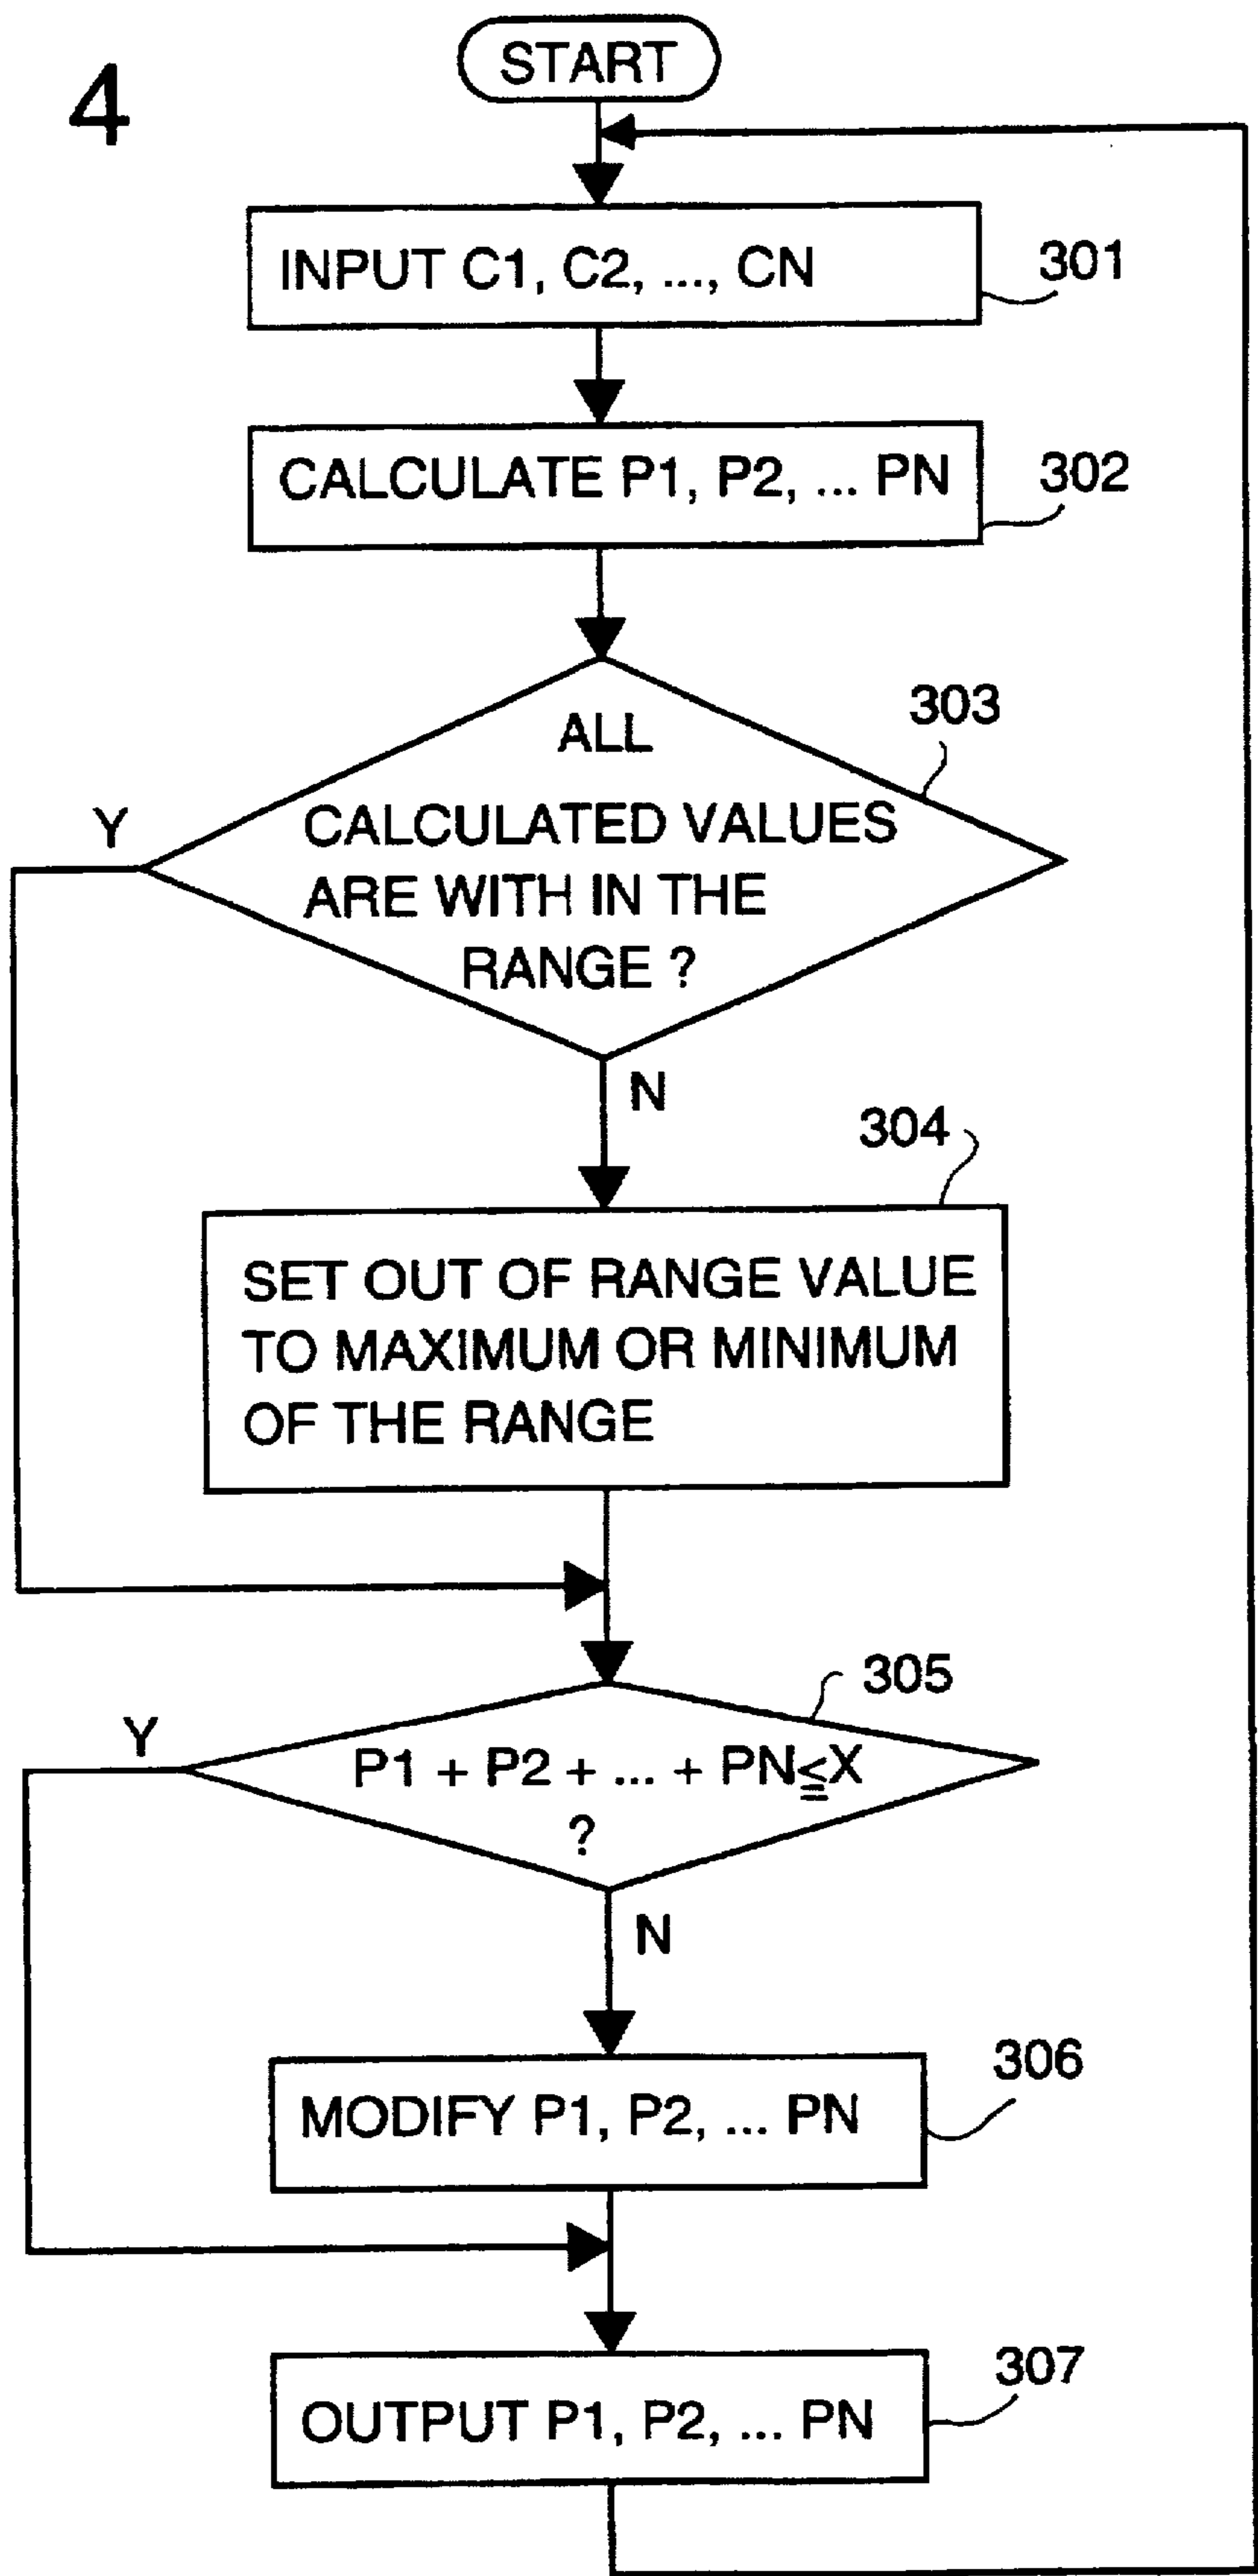 4
START
INPUT C1, C2, ..., CN
301
CALCULATE P1, P2, ... PN
302
303
ALL
CALCULATED VALUES
ARE WITH IN THE
RANGE ?
Y
N
304
SET OUT OF RANGE VALUE
TO MAXIMUM OR MINIMUM
OF THE RANGE
305
P1 + P2 + ... + PN≦X
?
Y
N
306
MODIFY P1, P2, ... PN
307
OUTPUT P1, P2, ... PN